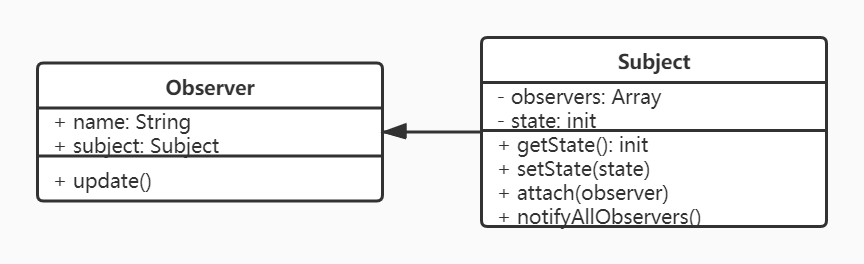 Observer
+ name: String
+ subject: Subject
+ update()
Subject
- observers: Array
- state: init
+ getState(): init
+ setState(state)
+ attach(observer)
+ notifyAllObservers()